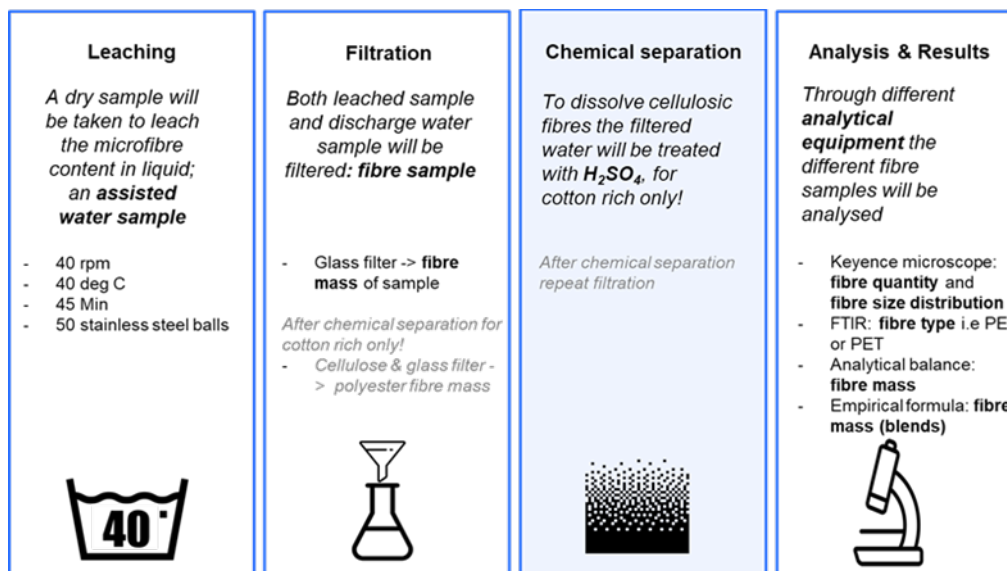 Leaching
A dry sample will
be taken to leach
the microfibre
content in liquid;
an assisted
water sample
- 40 rpm
- 40 deg C
- 45 Min
- 50 stainless steel balls
40
Filtration
Both leached sample
and discharge water
sample will be
filtered: fibre sample
- Glass filter -> fibre
mass of sample
After chemical separation for
cotton rich only!
- Cellulose & glass filter -
> polyester fibre mass
Chemical separation
To dissolve cellulosic
fibres the filtered
water will be treated
with H₂SO₄, for
cotton rich only!
After chemical separation
repeat filtration
Analysis & Results
Through different
analytical
equipment the
different fibre
samples will be
analysed
- Keyence microscope:
fibre quantity and
fibre size distribution
- FTIR: fibre type i.e PE
or PET
- Analytical balance:
fibre mass
- Empirical formula: fibre
mass (blends)